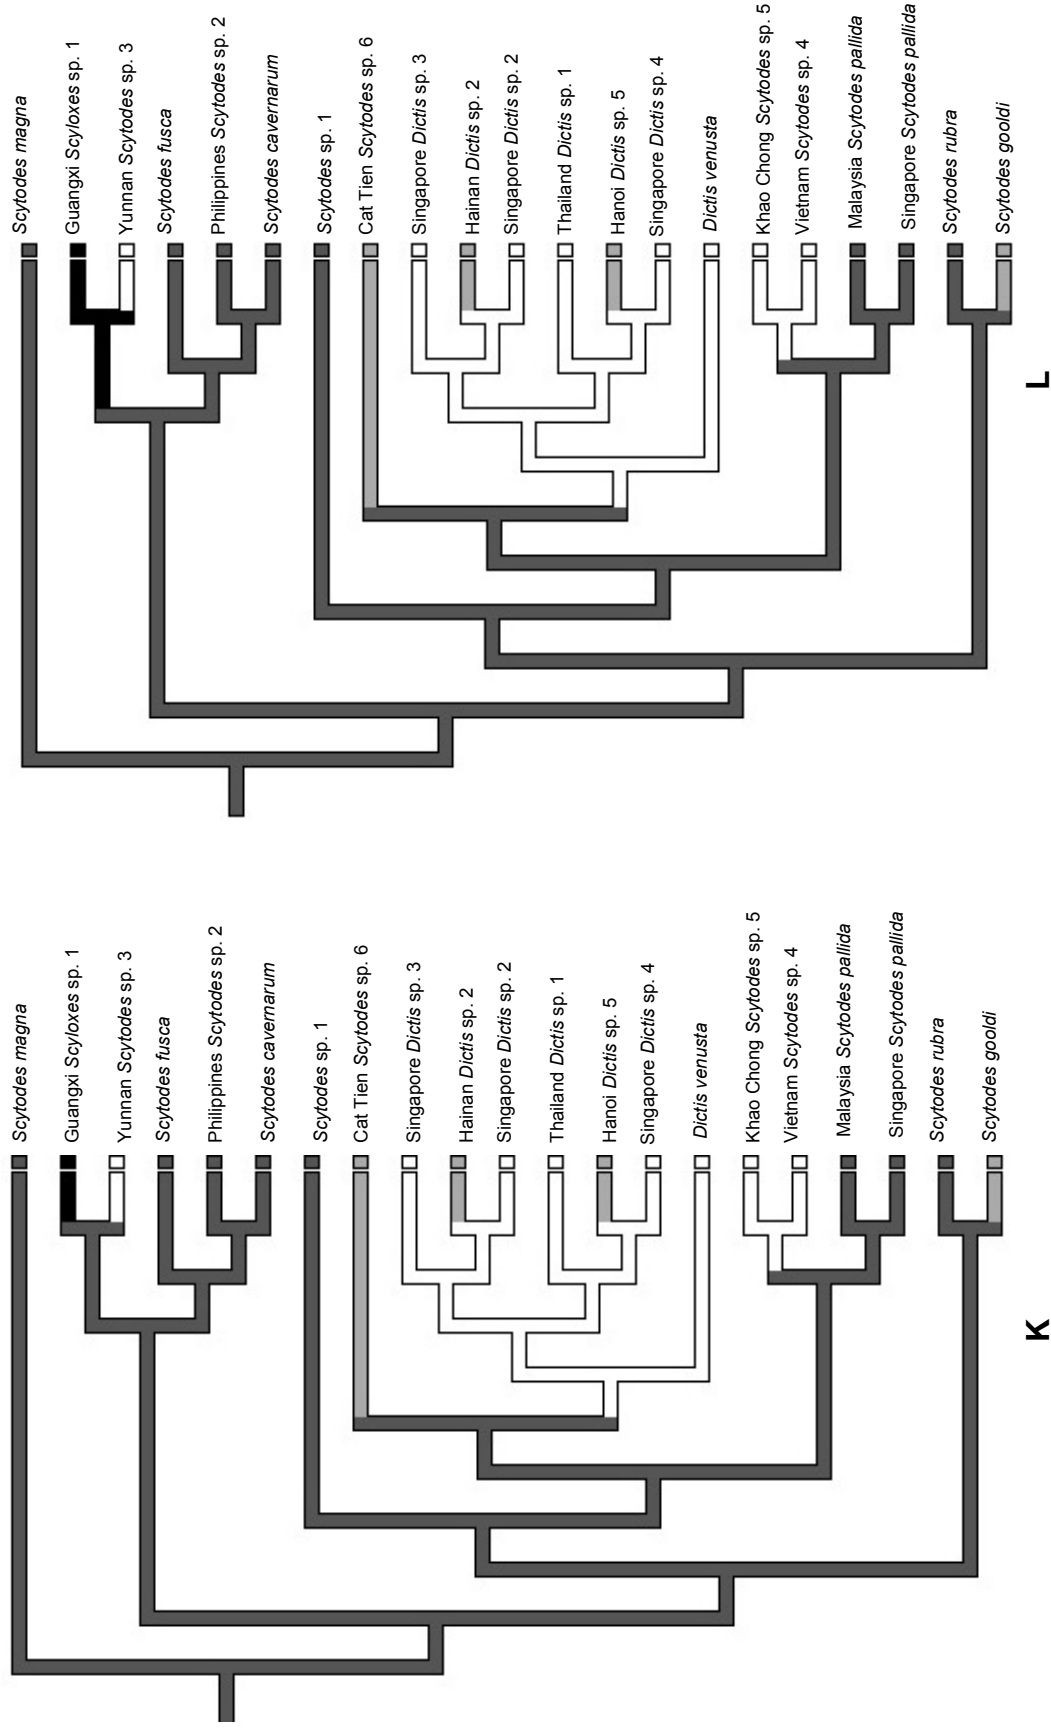 Scytodes magna
Guangxi Scyloxes sp. 1
Yunnan Scytodes sp. 3
Scytodes fusca
Philippines Scytodes sp. 2
Scytodes cavernarum
Scytodes sp. 1
Cat Tien Scytodes sp. 6
Singapore Dictis sp. 3
Hainan Dictis sp. 2
Singapore Dictis sp. 2
Thailand Dictis sp. 1
Hanoi Dictis sp. 5
Singapore Dictis sp. 4
Dictis venusta
Khao Chong Scytodes sp. 5
Vietnam Scytodes sp. 4
Malaysia Scytodes pallida
Singapore Scytodes pallida
Scytodes rubra
Scytodes gooldi
L
Scytodes magna
Guangxi Scyloxes sp. 1
Yunnan Scytodes sp. 3
Scytodes fusca
Philippines Scytodes sp. 2
Scytodes cavernarum
Scytodes sp. 1
Cat Tien Scytodes sp. 6
Singapore Dictis sp. 3
Hainan Dictis sp. 2
Singapore Dictis sp. 2
Thailand Dictis sp. 1
Hanoi Dictis sp. 5
Singapore Dictis sp. 4
Dictis venusta
Khao Chong Scytodes sp. 5
Vietnam Scytodes sp. 4
Malaysia Scytodes pallida
Singapore Scytodes pallida
Scytodes rubra
Scytodes gooldi
K